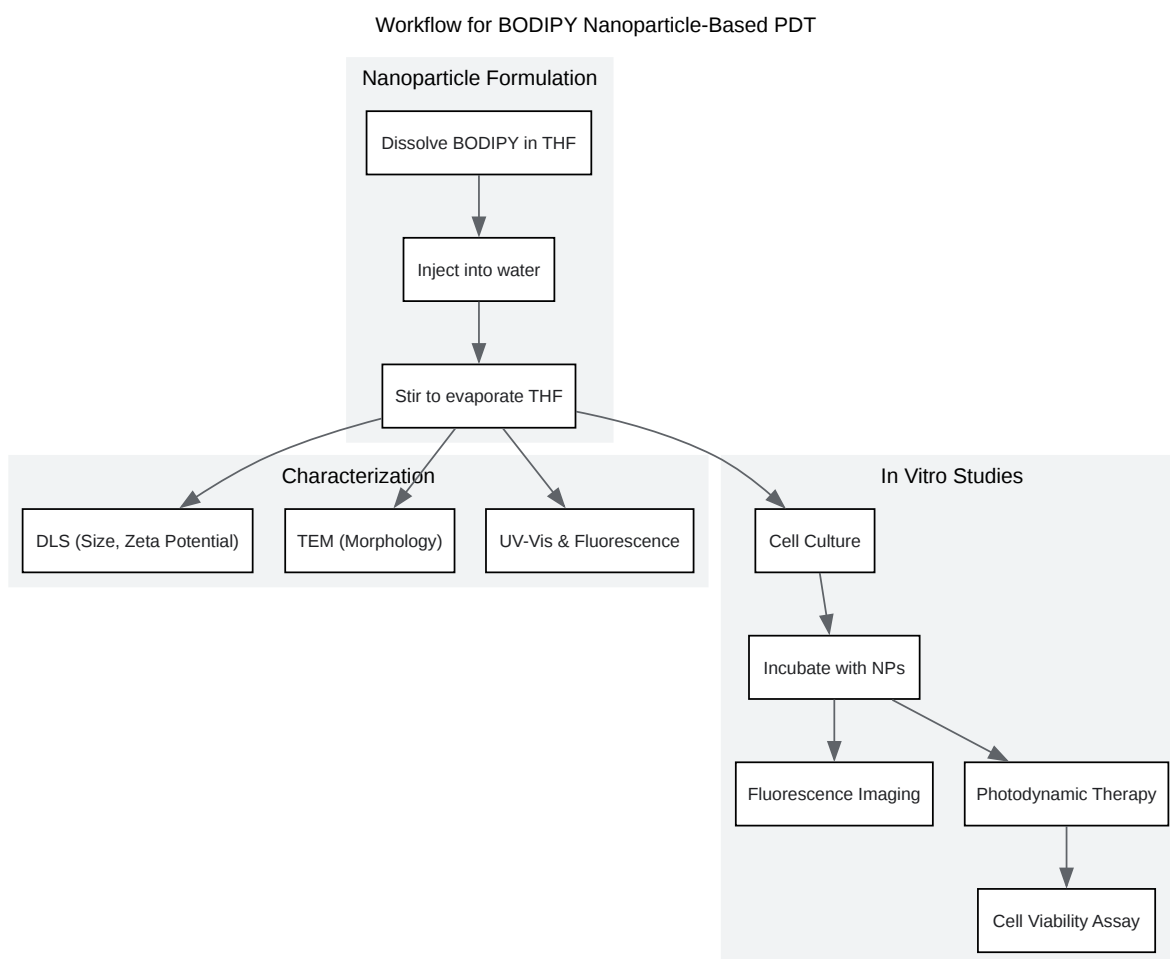 Workflow for BODIPY Nanoparticle-Based PDT
Nanoparticle Formulation
Dissolve BODIPY in THF
Inject into water
Stir to evaporate THF
Characterization
DLS (Size, Zeta Potential)
TEM (Morphology)
UV-Vis & Fluorescence
In Vitro Studies
Cell Culture
Incubate with NPs
Fluorescence Imaging
Photodynamic Therapy
Cell Viability Assay